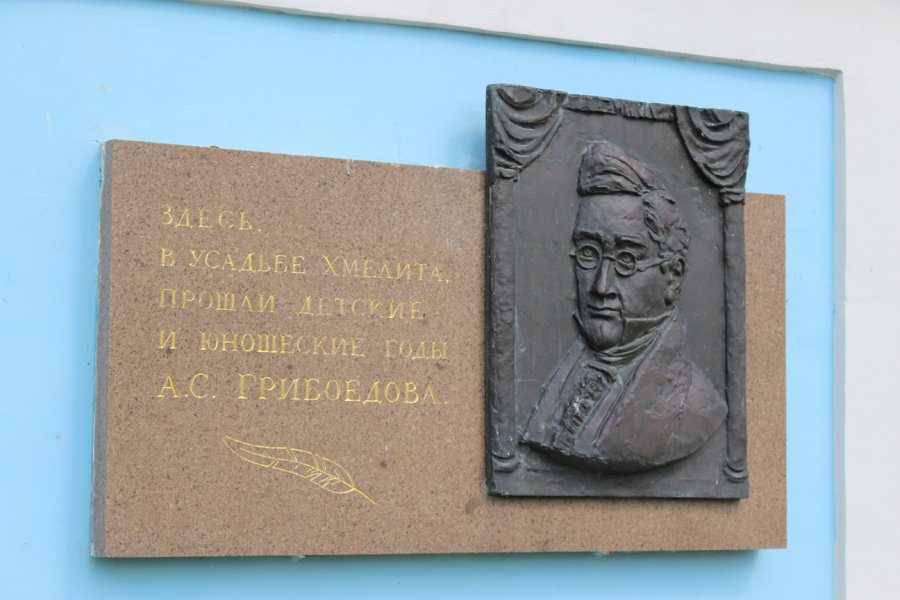 ЗДЕСЬ,
В УСАДЬБЕ ХМЕЛИТА,
ПРОШЛИ ДЕТСКИЕ
И ЮНОШЕСКИЕ ГОДЫ
А.С. ГРИБОЕДОВА.